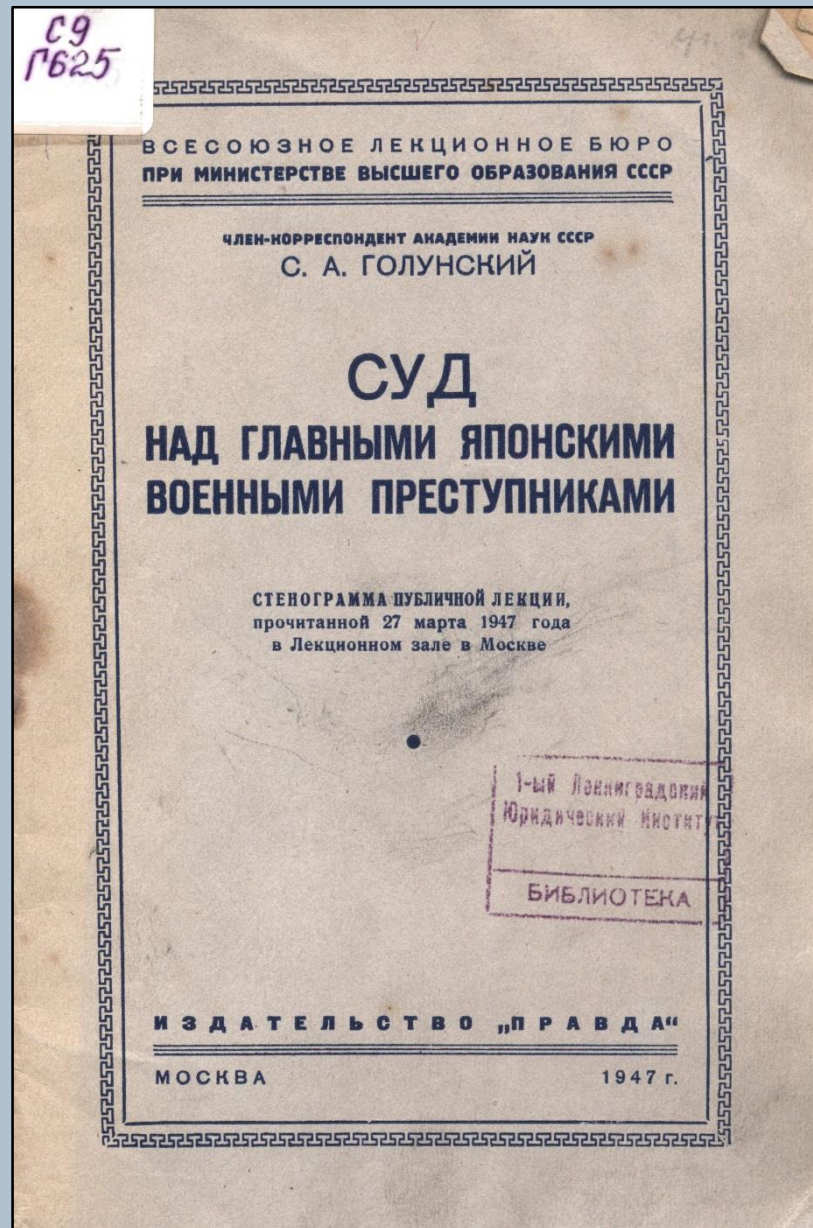 С9
Г625
ВСЕСОЮЗНОЕ ЛЕКЦИОННОЕ БЮРО
ПРИ МИНИСТЕРСТВЕ ВЫСШЕГО ОБРАЗОВАНИЯ СССР
ЧЛЕН-КОРРЕСПОНДЕНТ АКАДЕМИИ НАУК СССР
С. А. ГОЛУНСКИЙ
СУД
НАД ГЛАВНЫМИ ЯПОНСКИМИ
ВОЕННЫМИ ПРЕСТУПНИКАМИ
СТЕНОГРАММА ПУБЛИЧНОЙ ЛЕКЦИИ,
прочитанной 27 марта 1947 года
в Лекционном зале в Москве
1-ый Ленинградский
Юридический Институт
БИБЛИОТЕКА
ИЗДАТЕЛЬСТВО „ПРАВДА“
МОСКВА 1947 г.